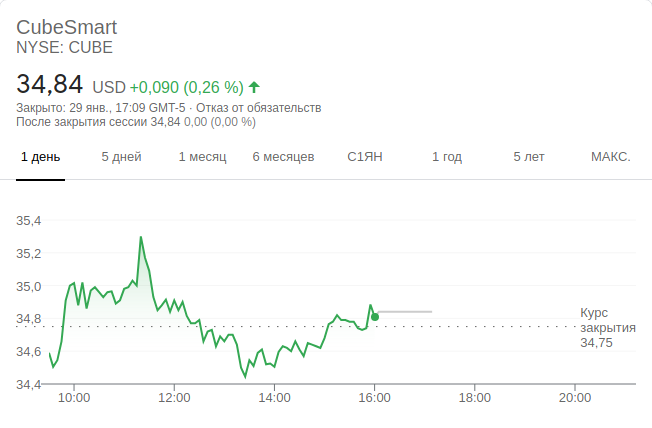 CubeSmart
NYSE: CUBE
34,84 USD +0,090 (0,26 %)
Закрыто: 29 янв., 17:09 GMT-5 · Отказ от обязательств
После закрытия сессии 34,84 0,00 (0,00 %)
1 день 5 дней 1 месяц 6 месяцев С1ЯН 1 год 5 лет МАКС.
35,4
35,2
35,0
34,8
34,6
34,4
Курс
закрытия
34,75
10:00 12:00 14:00 16:00 18:00 20:00